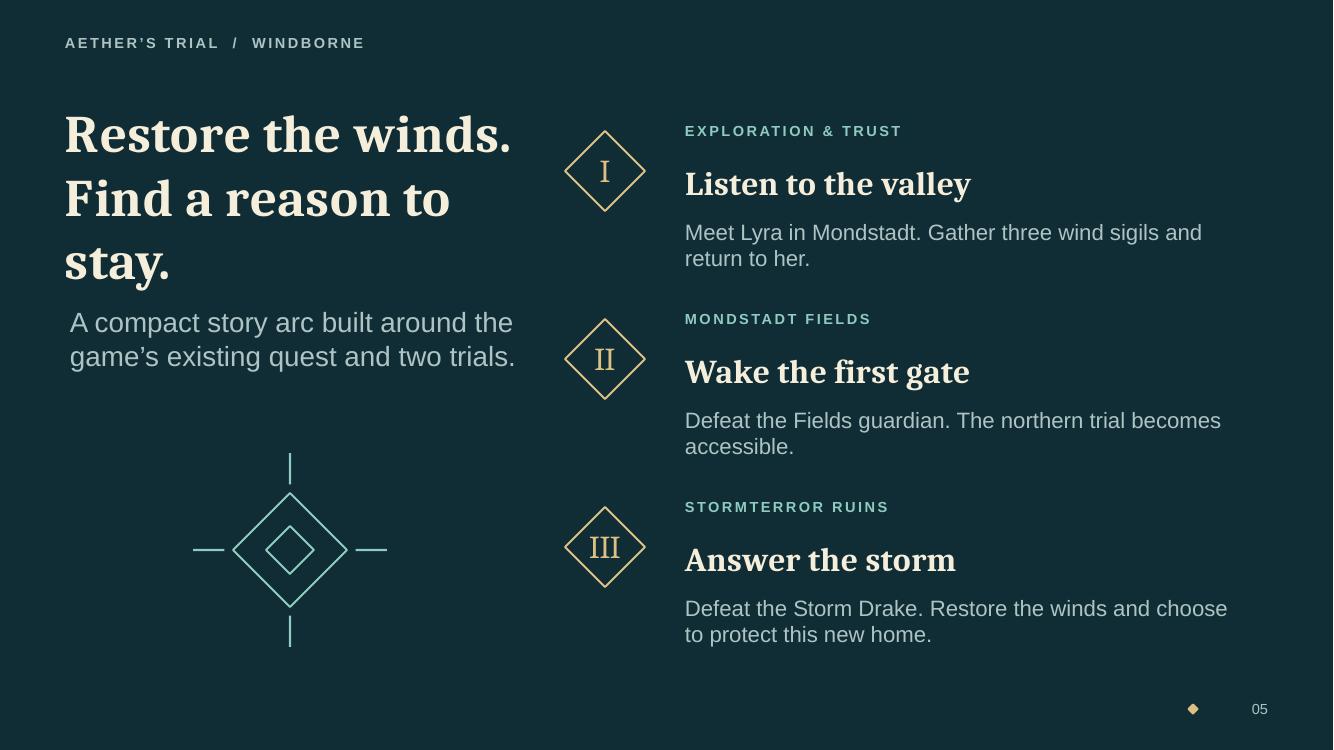 AETHER’S TRIAL / WINDBORNE
Restore the winds.
Find a reason to
stay.
A compact story arc built around the
game’s existing quest and two trials.
I
EXPLORATION & TRUST
Listen to the valley
Meet Lyra in Mondstadt. Gather three wind sigils and
return to her.
II
MONDSTADT FIELDS
Wake the first gate
Defeat the Fields guardian. The northern trial becomes
accessible.
III
STORMTERROR RUINS
Answer the storm
Defeat the Storm Drake. Restore the winds and choose
to protect this new home.
05